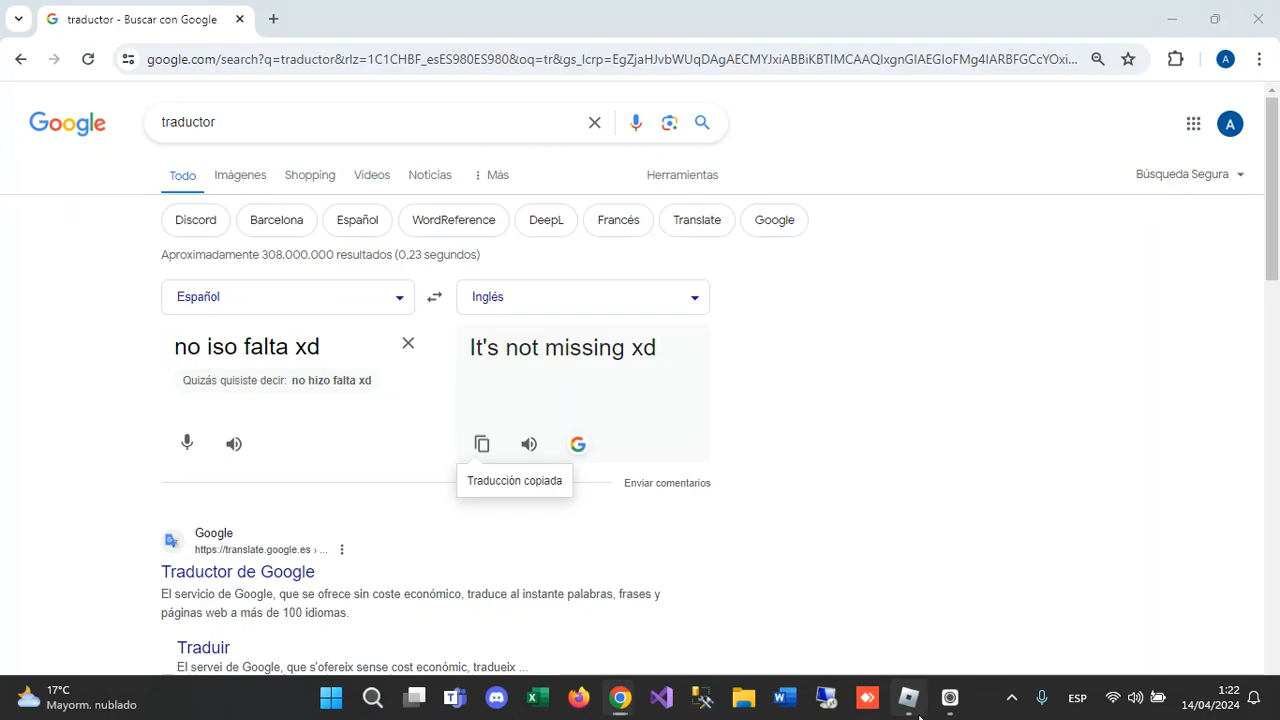 traductor - Buscar con Google
google.com/search?q=traductor&rlz=1C1CHBF_esES980ES980&oq=tr&gs_lcrp=EgZjaHJvbWUqDAgAECMYJxiABBiKBTIMCAAQIxgnGIAEGIoFMg4IARBFGCcYOxi...
A
Google
traductor
A
Todo
Imágenes
Shopping
Videos
Noticias
Más
Herramientas
Búsqueda Segura
Discord
Barcelona
Español
WordReference
DeepL
Francés
Translate
Google
Aproximadamente 308.000.000 resultados (0,23 segundos)
Español
Inglés
no iso falta xd
It's not missing xd
Quizás quisiste decir: no hizo falta xd
Traducción copiada
Enviar comentarios
Google
https://translate.google.es › ...
Traductor de Google
El servicio de Google, que se ofrece sin coste económico, traduce al instante palabras, frases y
páginas web a más de 100 idiomas.
Traduir
El servei de Google, que s'ofereix sense cost econòmic, tradueix ...
17°C
Mayorm. nublado
ESP
1:22
14/04/2024